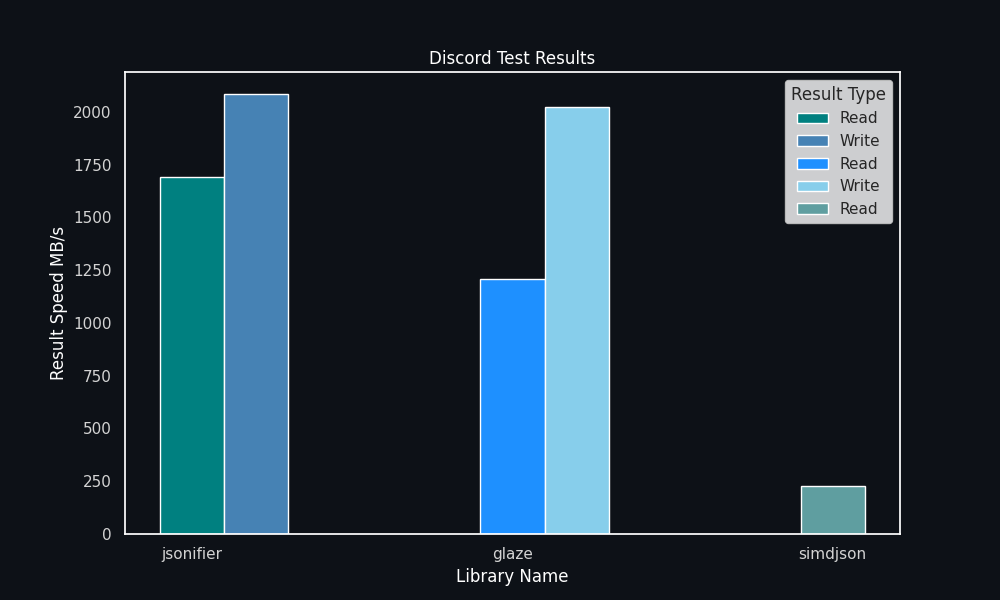 Discord Test Results
Result Type
Read
Write
Read
Write
Read
2000
1750
1500
1250
1000
750
500
250
0
Result Speed MB/s
jsonifier
glaze
simdjson
Library Name